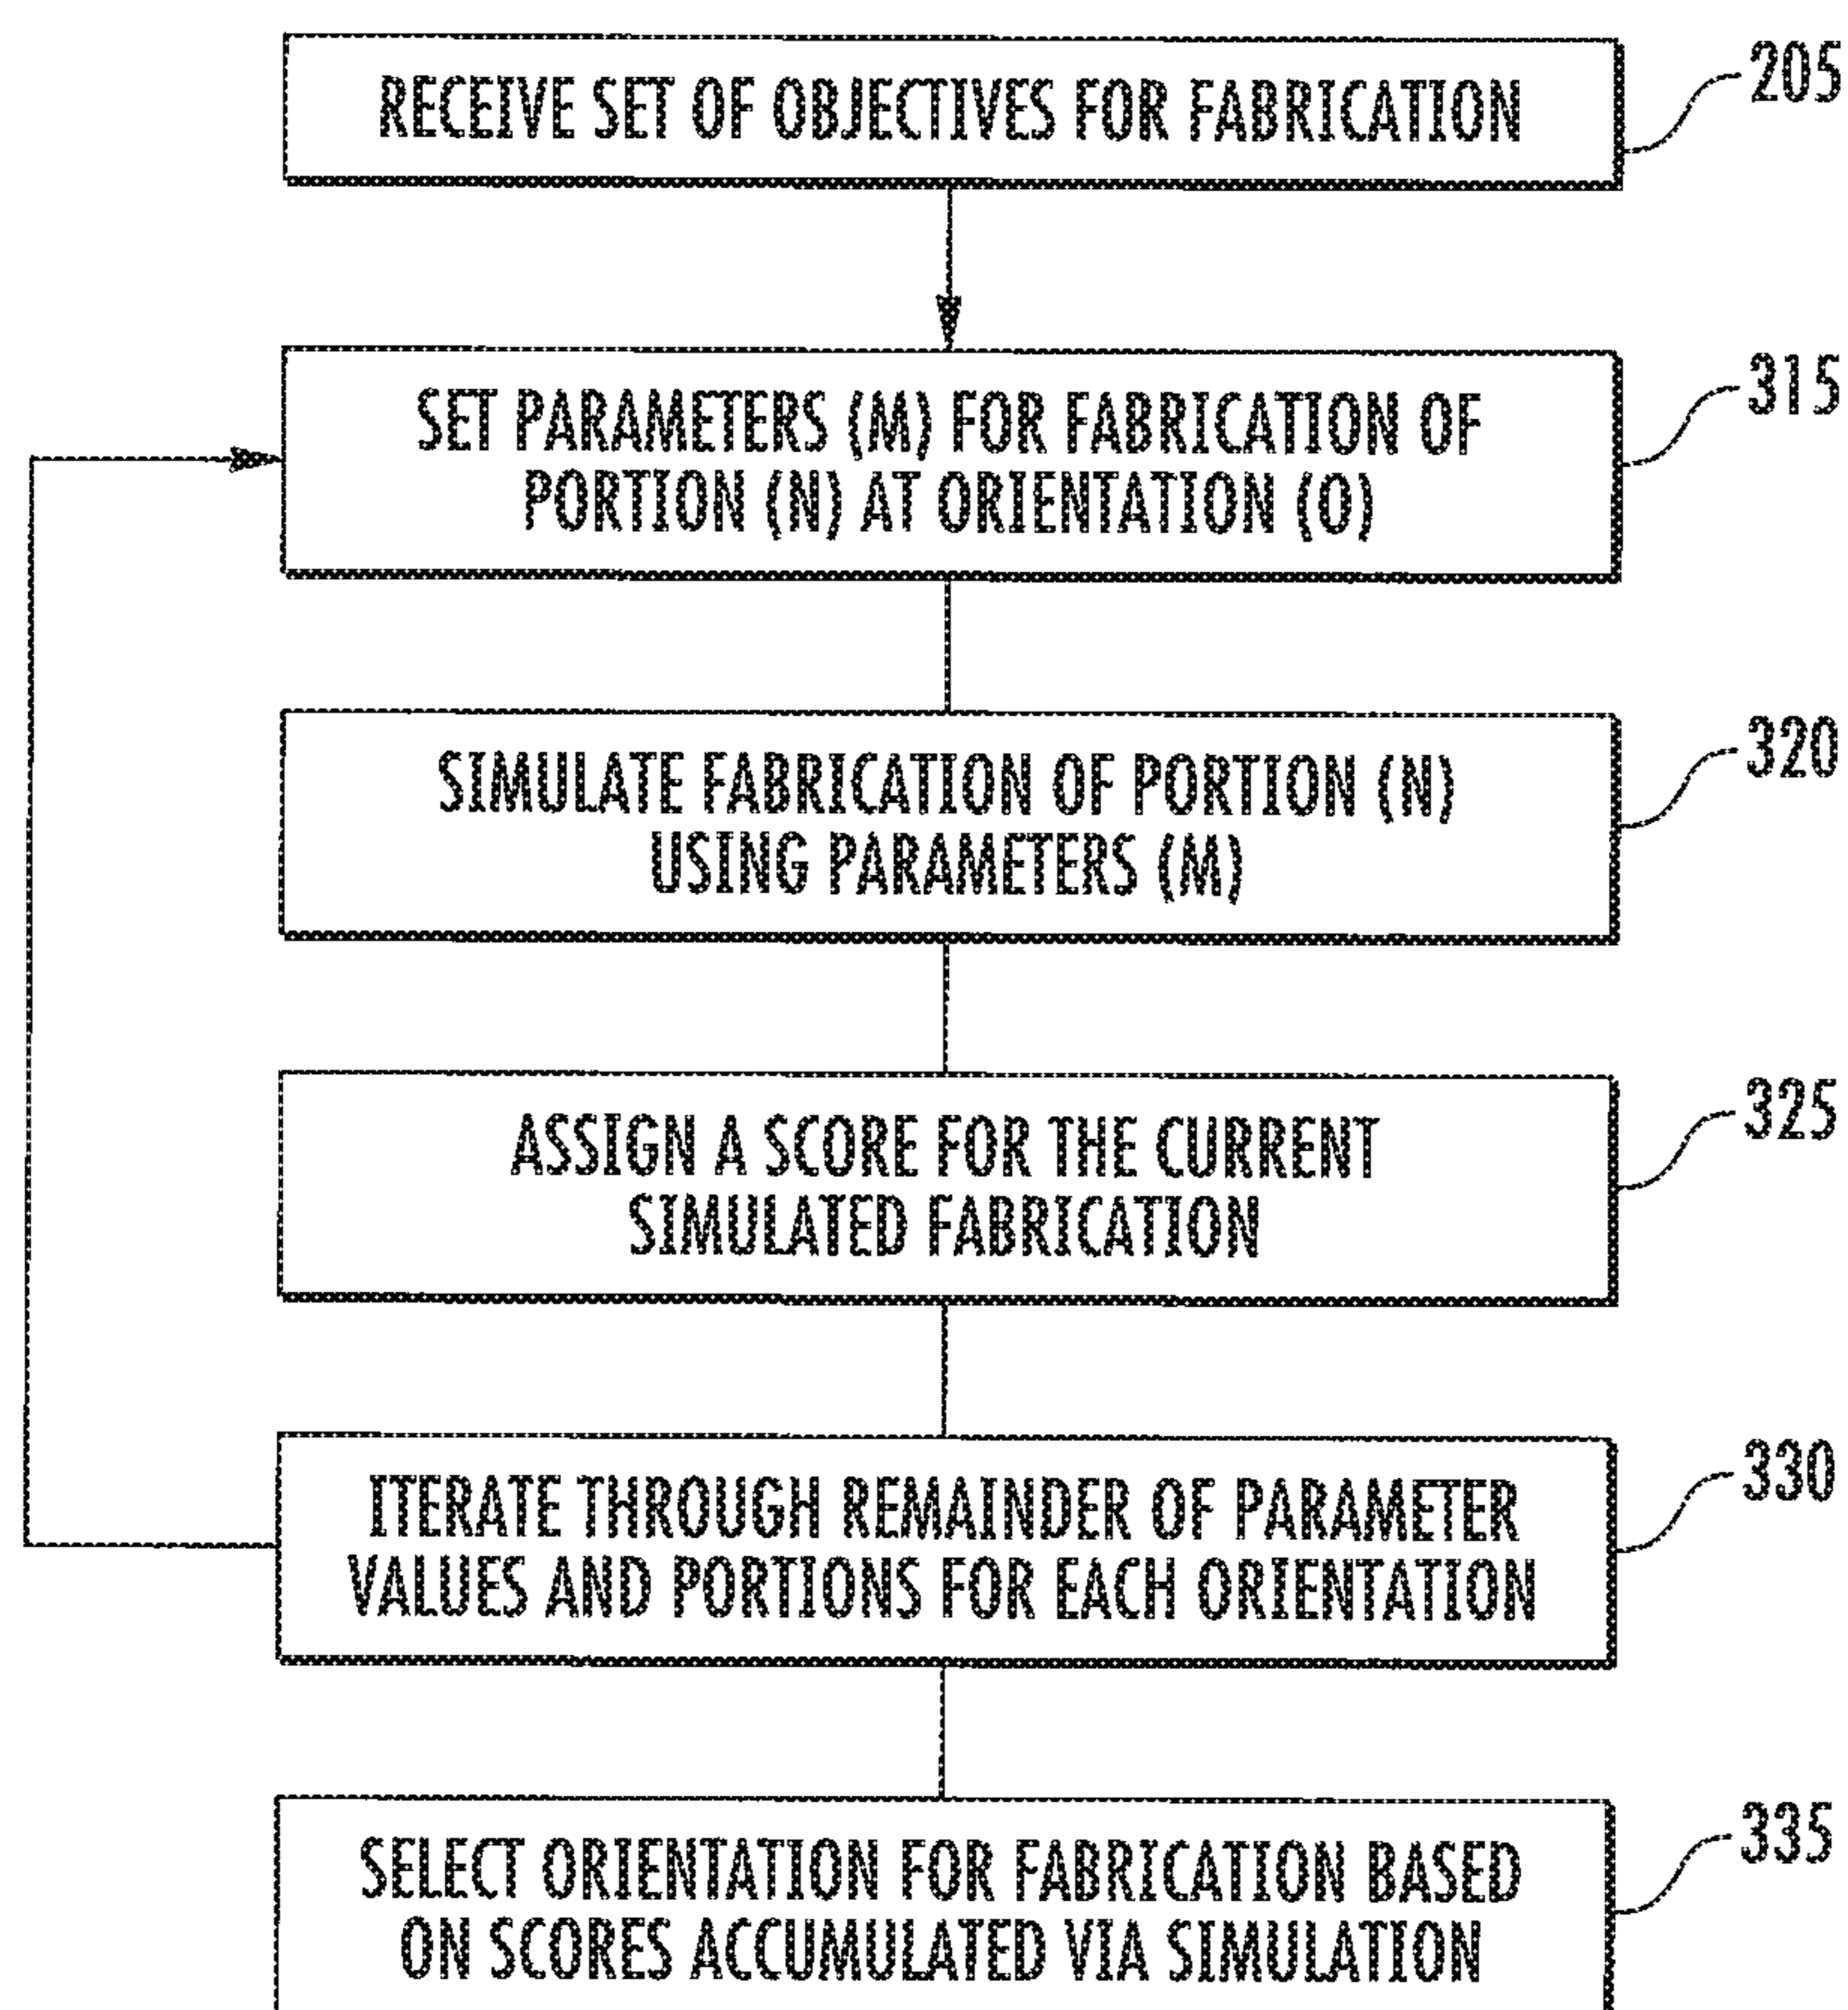 RECEIVE SET OF OBJECTIVES FOR FABRICATION
205
SET PARAMETERS (M) FOR FABRICATION OF
PORTION (N) AT ORIENTATION (O)
315
SIMULATE FABRICATION OF PORTION (N)
USING PARAMETERS (M)
320
ASSIGN A SCORE FOR THE CURRENT
SIMULATED FABRICATION
325
ITERATE THROUGH REMAINDER OF PARAMETER
VALUES AND PORTIONS FOR EACH ORIENTATION
330
SELECT ORIENTATION FOR FABRICATION BASED
ON SCORES ACCUMULATED VIA SIMULATION
335